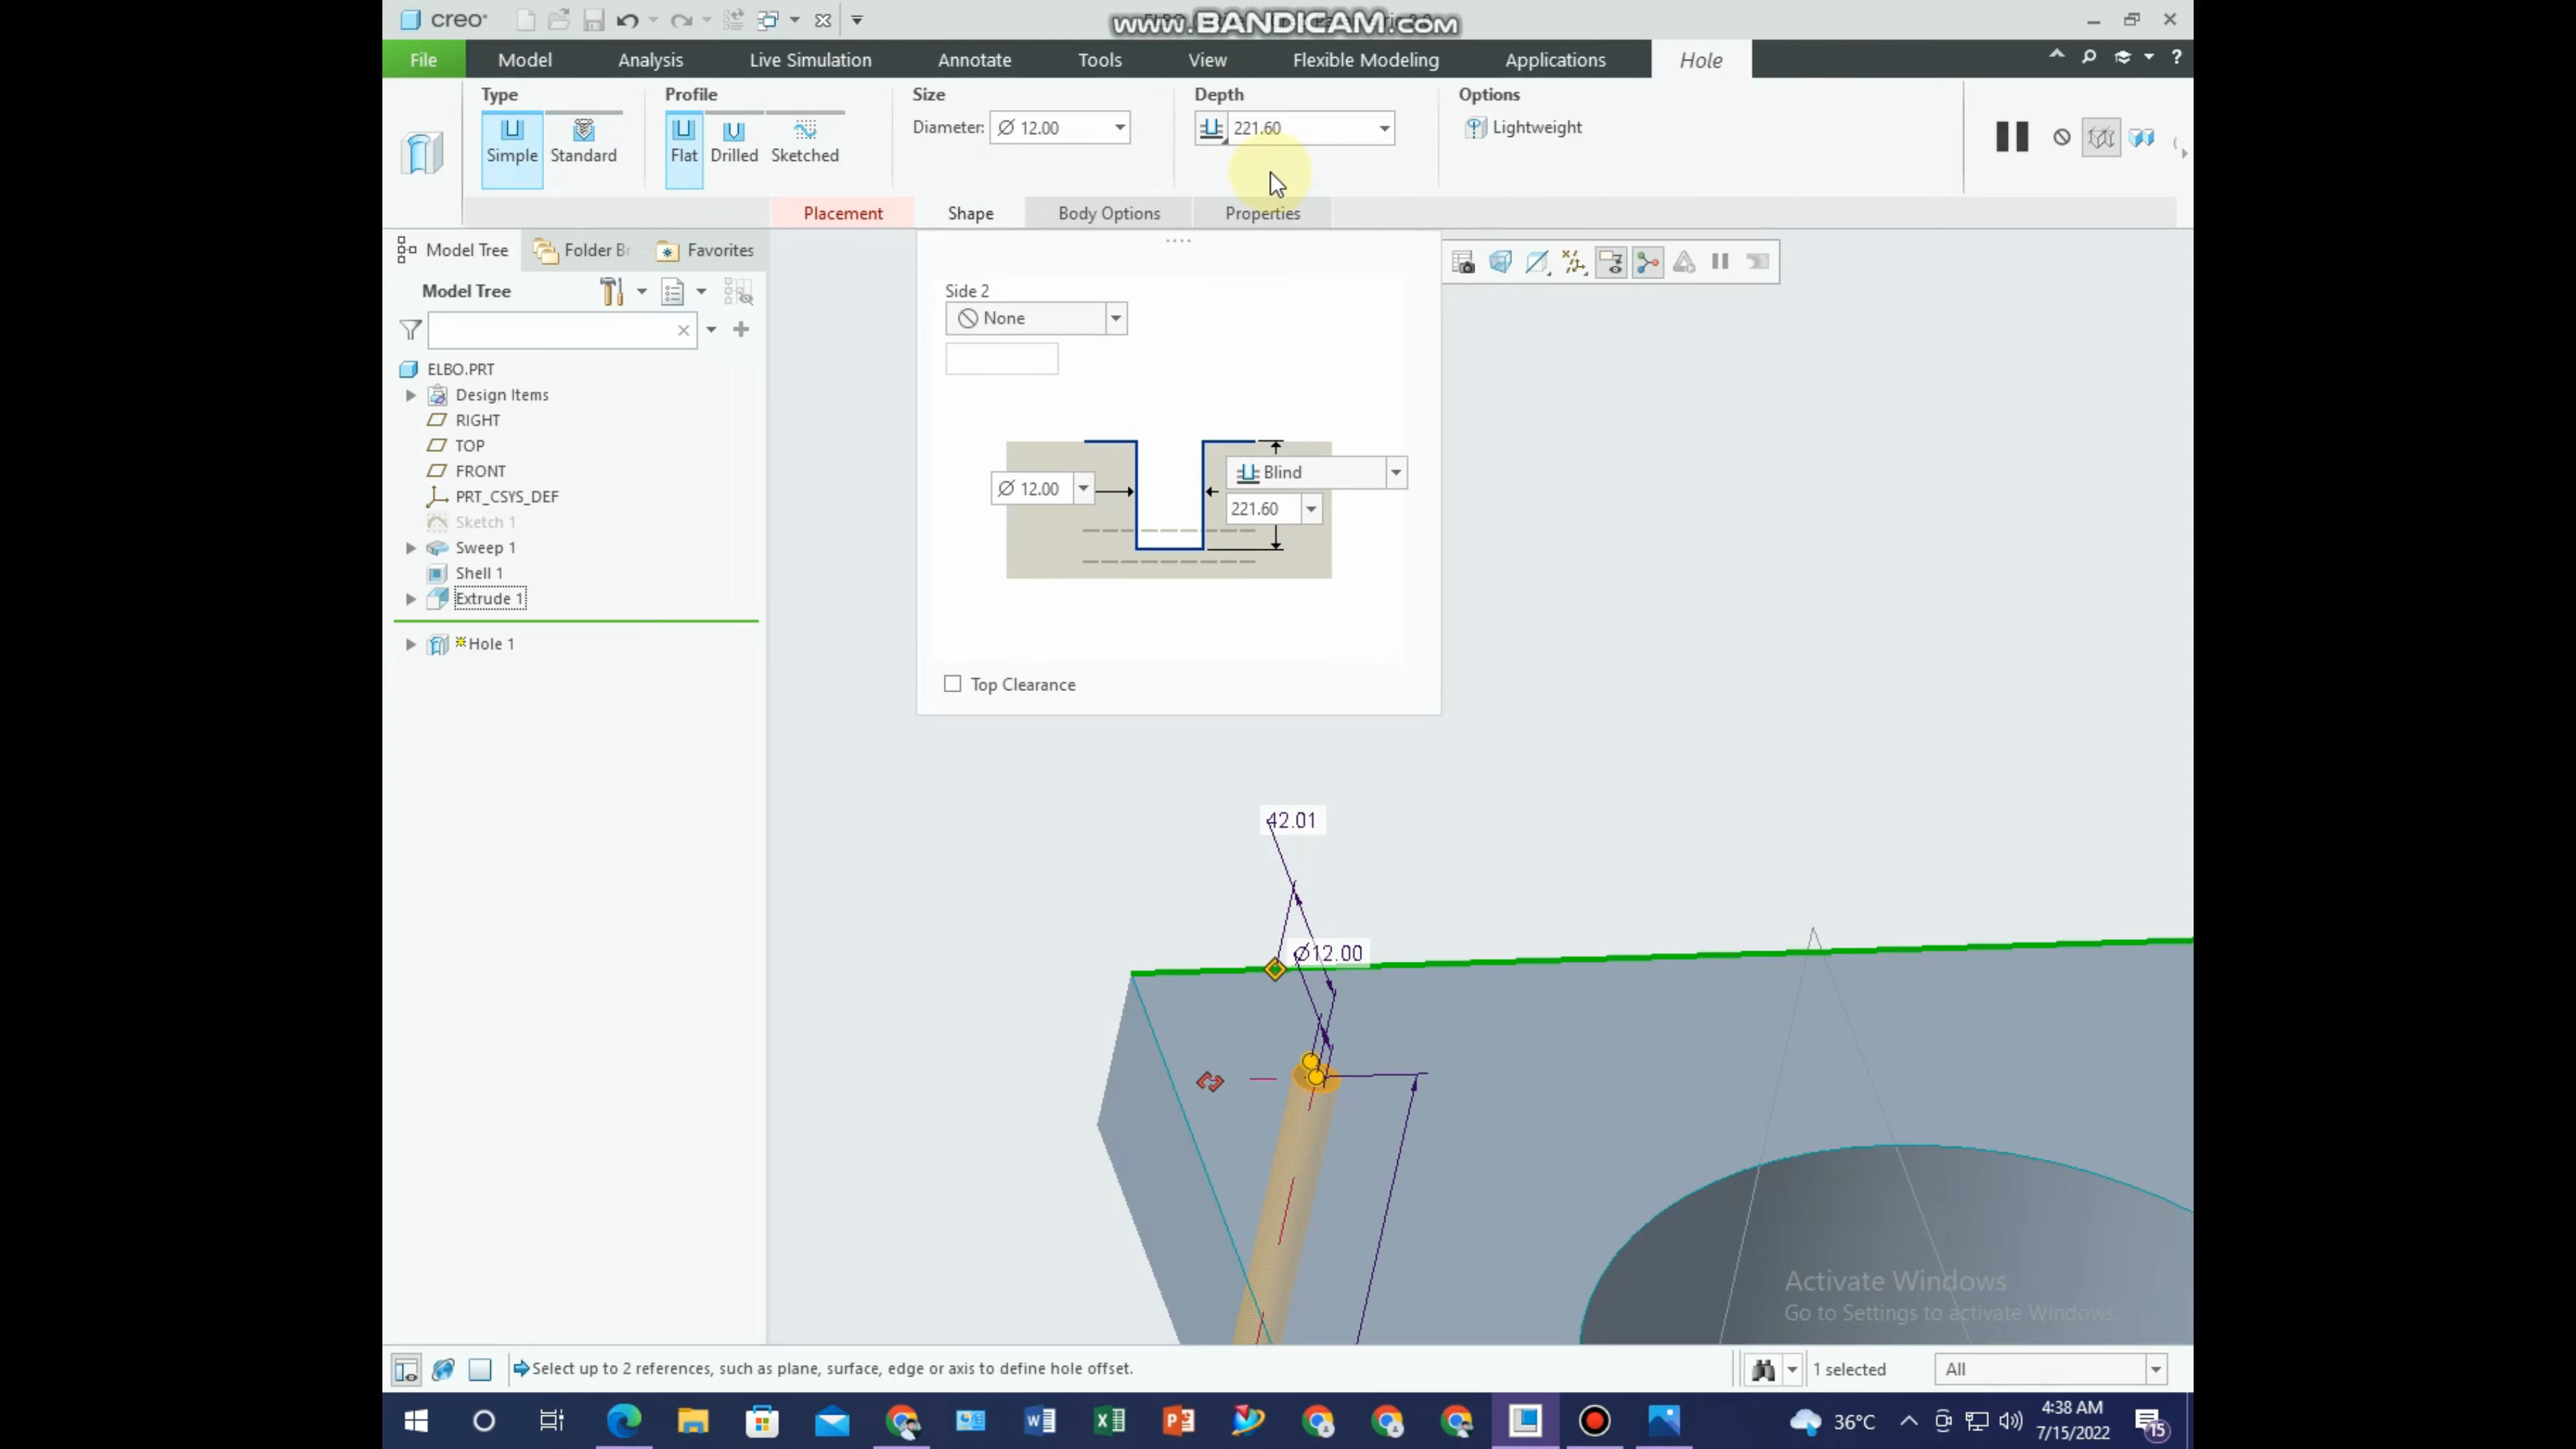 creo
www.BANDICAM.com
File Model Analysis Live Simulation Annotate Tools View Flexible Modeling Applications Hole
Type Profile Size Depth Options
Simple Standard Flat Drilled Sketched Diameter: Ø 12.00 221.60 Lightweight
Placement Shape Body Options Properties
Model Tree Folder Br Favorites
Model Tree
ELBO.PRT
Design Items
RIGHT
TOP
FRONT
PRT_CSYS_DEF
Sketch 1
Sweep 1
Shell 1
Extrude 1
Hole 1
Side 2
None
Blind
Ø 12.00
221.60
Top Clearance
42.01
Ø12.00
Activate Windows
Go to Settings to activate Windows.
Select up to 2 references, such as plane, surface, edge or axis to define hole offset.
1 selected All
36°C 4:38 AM
7/15/2022
15